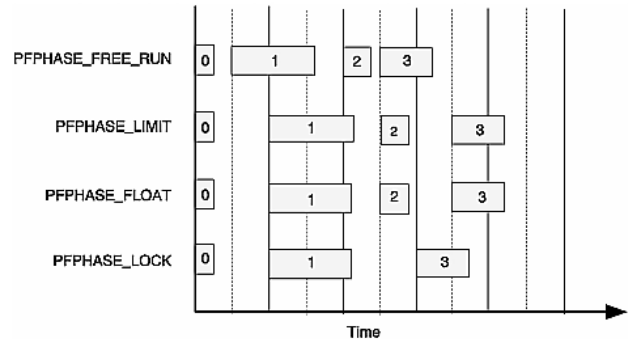 PFPHASE_FREE_RUN 0 1 2 3
PFPHASE_LIMIT 0 1 2 3
PFPHASE_FLOAT 0 1 2 3
PFPHASE_LOCK 0 1 3
Time